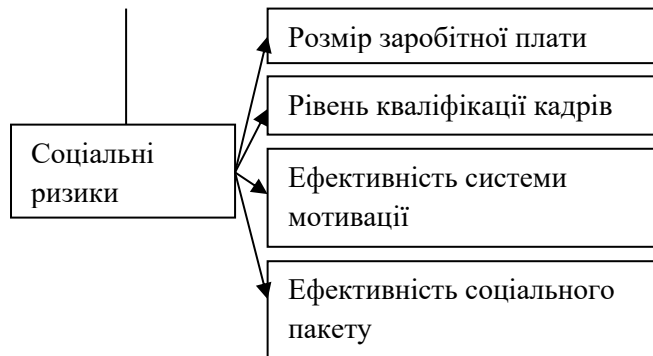 Розмір заробітної плати
Рівень кваліфікації кадрів
Соціальні
ризики
Ефективність системи
мотивації
Ефективність соціального
пакету